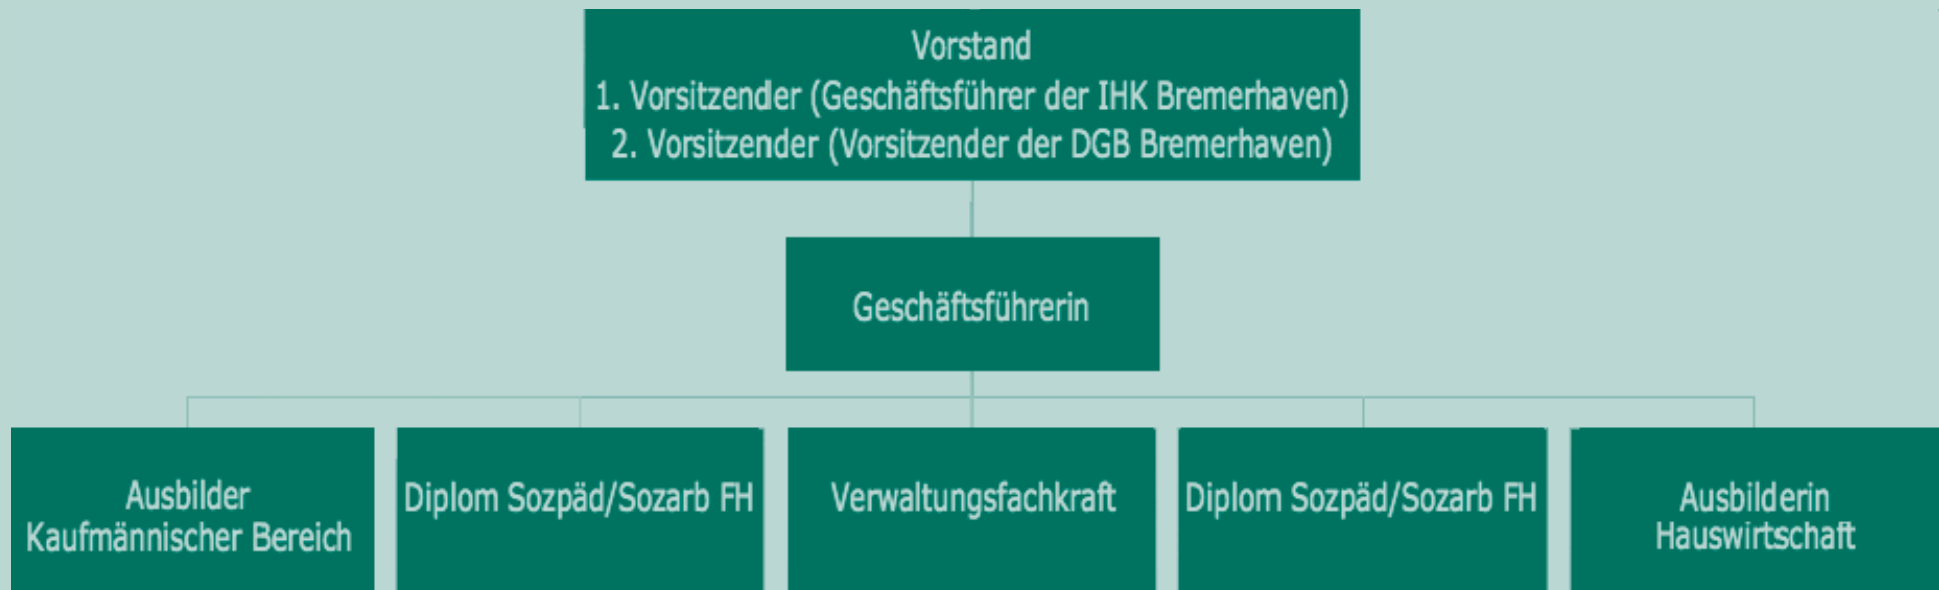 Vorstand
1. Vorsitzender (Geschäftsführer der IHK Bremerhaven)
2. Vorsitzender (Vorsitzender der DGB Bremerhaven)
Geschäftsführerin
Ausbilder
Kaufmännischer Bereich
Diplom Sozpäd/Sozarb FH
Verwaltungsfachkraft
Diplom Sozpäd/Sozarb FH
Ausbilderin
Hauswirtschaft